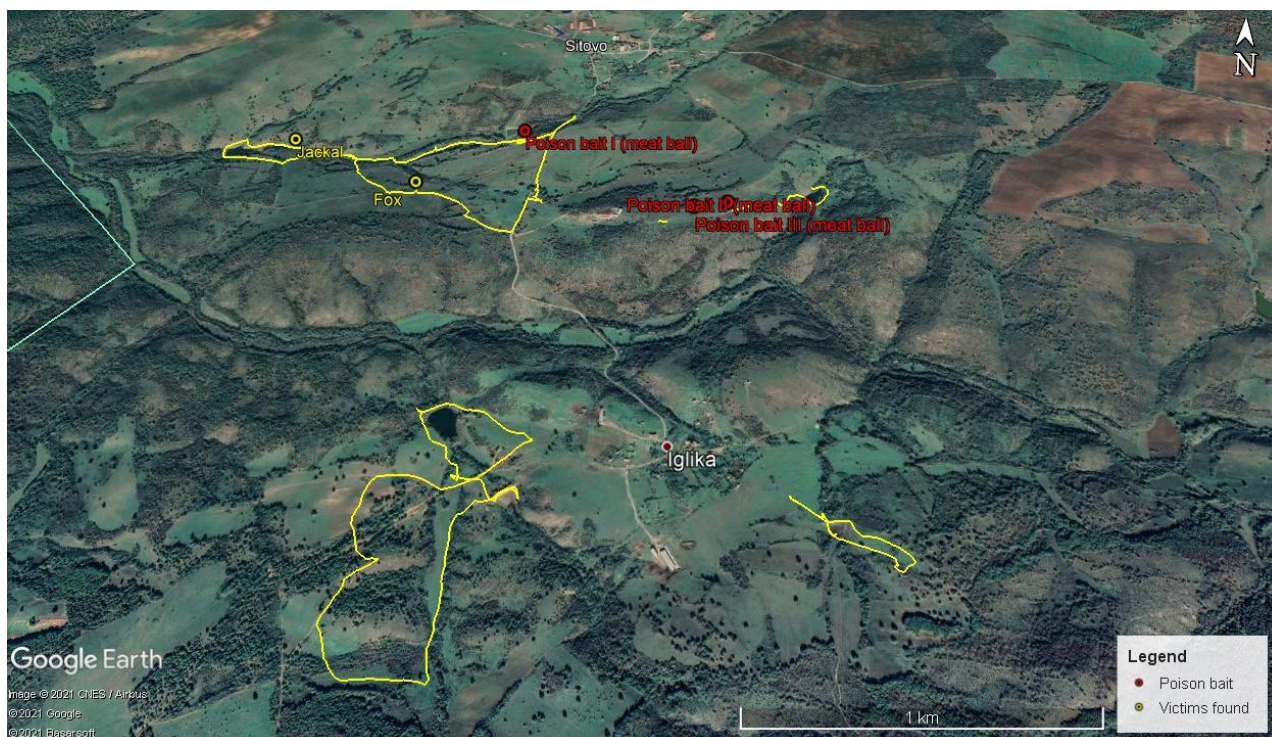 Sitovo
N
Jackal
Poison bait I (meat ball)
Fox
Poison bait II (meat ball)
Poison bait III (meat ball)
Iglika
Google Earth
Image © 2021 CNES / Airbus
©2021 Google
©2021 Basarsoft
1 km
Legend
Poison bait
Victims found